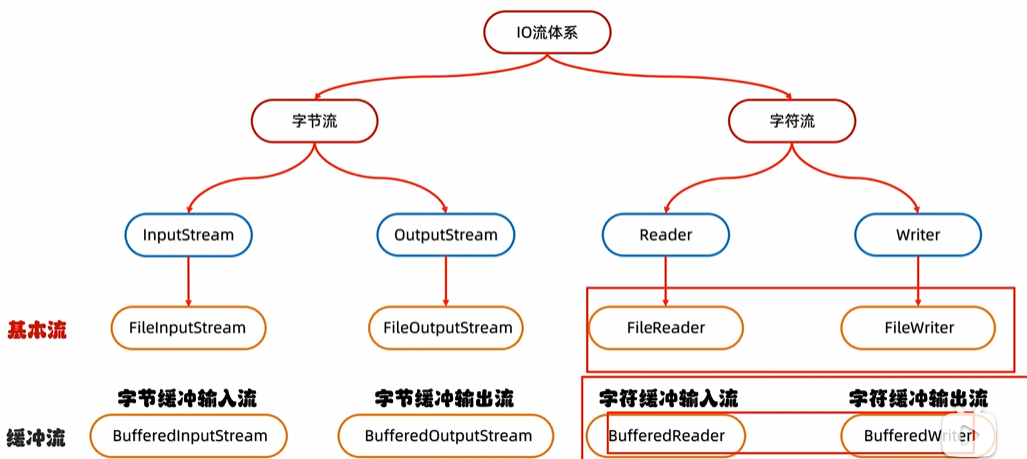 IO流体系
字节流
字符流
InputStream
OutputStream
Reader
Writer
基本流
FileInputStream
FileOutputStream
FileReader
FileWriter
字节缓冲输入流
字节缓冲输出流
字符缓冲输入流
字符缓冲输出流
缓冲流
BufferedInputStream
BufferedOutputStream
BufferedReader
BufferedWriter